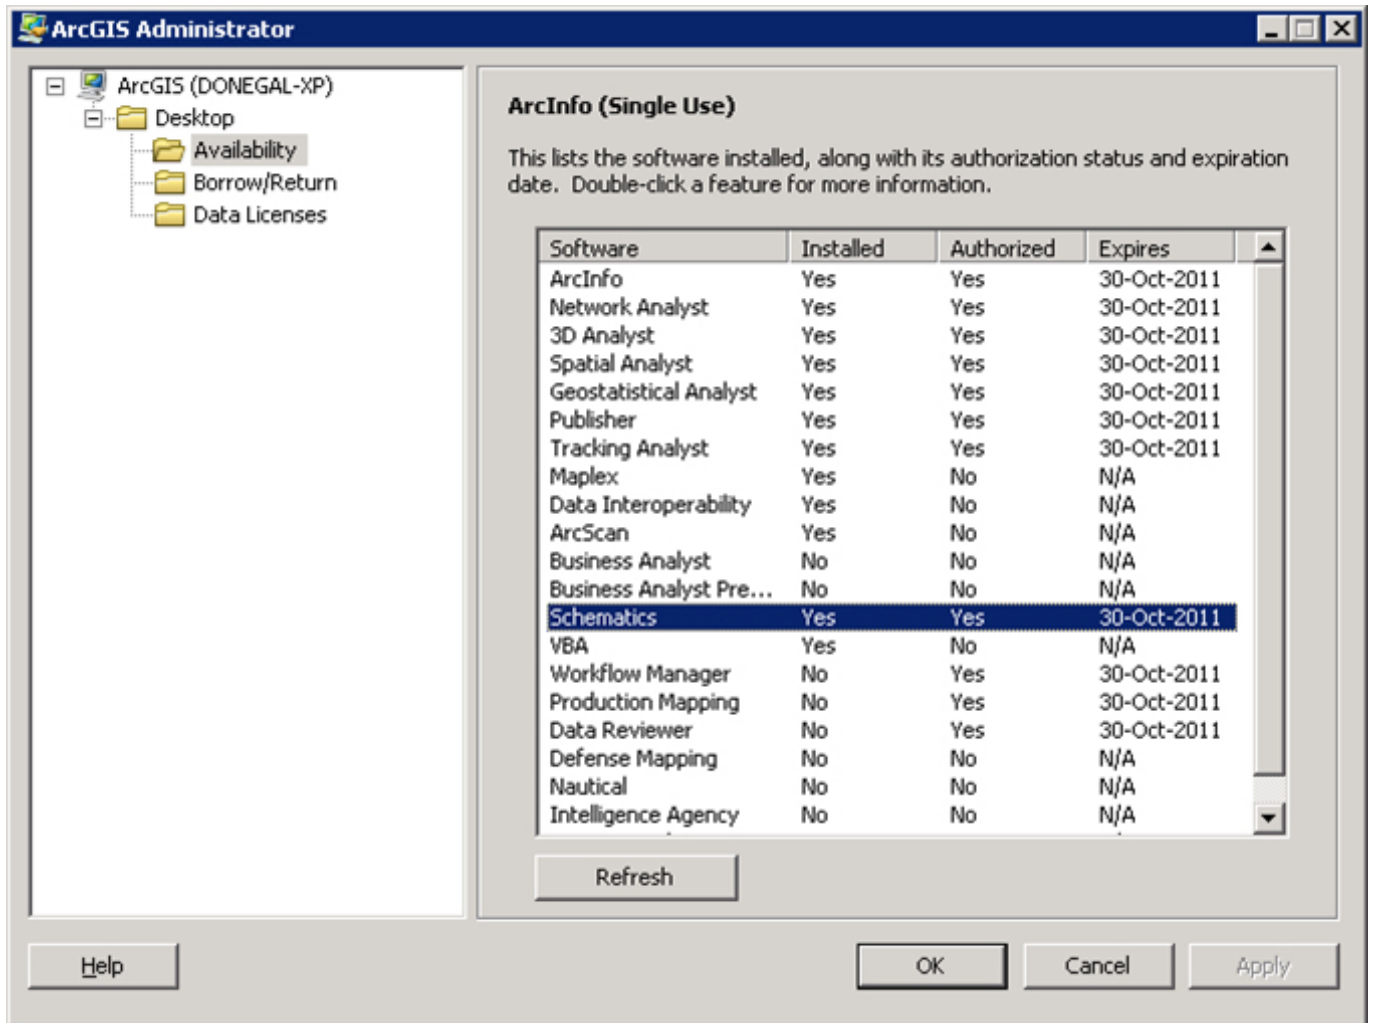 ArcGIS Administrator
ArcGIS (DONEGAL-XP)
Desktop
Availability
Borrow/Return
Data Licenses
ArcInfo (Single Use)
This lists the software installed, along with its authorization status and expiration
date. Double-click a feature for more information.
Software Installed Authorized Expires
ArcInfo Yes Yes 30-Oct-2011
Network Analyst Yes Yes 30-Oct-2011
3D Analyst Yes Yes 30-Oct-2011
Spatial Analyst Yes Yes 30-Oct-2011
Geostatistical Analyst Yes Yes 30-Oct-2011
Publisher Yes Yes 30-Oct-2011
Tracking Analyst Yes Yes 30-Oct-2011
Maplex Yes No N/A
Data Interoperability Yes No N/A
ArcScan Yes No N/A
Business Analyst No No N/A
Business Analyst Pre... No No N/A
Schematics Yes Yes 30-Oct-2011
VBA Yes No N/A
Workflow Manager No Yes 30-Oct-2011
Production Mapping No Yes 30-Oct-2011
Data Reviewer No Yes 30-Oct-2011
Defense Mapping No No N/A
Nautical No No N/A
Intelligence Agency No No N/A
Refresh
Help OK Cancel Apply